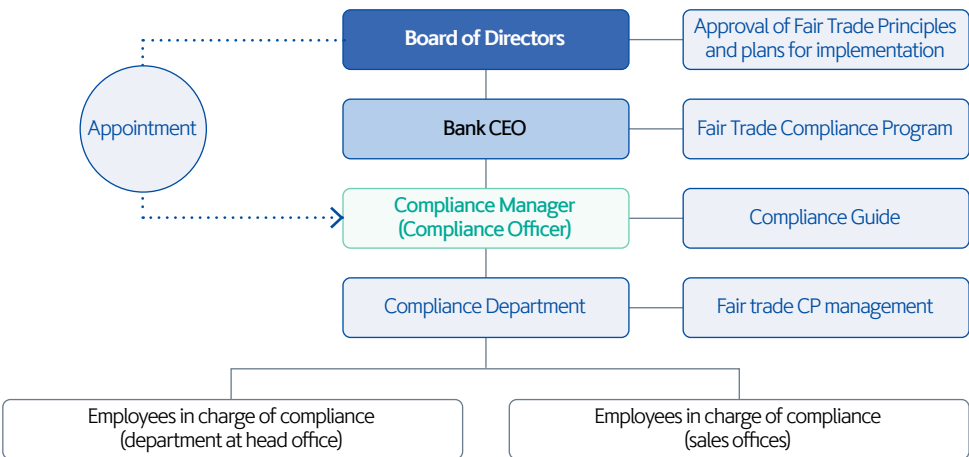 Board of Directors
Approval of Fair Trade Principles
and plans for implementation
Appointment
Bank CEO
Fair Trade Compliance Program
Compliance Manager
(Compliance Officer)
Compliance Guide
Compliance Department
Fair trade CP management
Employees in charge of compliance
(department at head office)
Employees in charge of compliance
(sales offices)